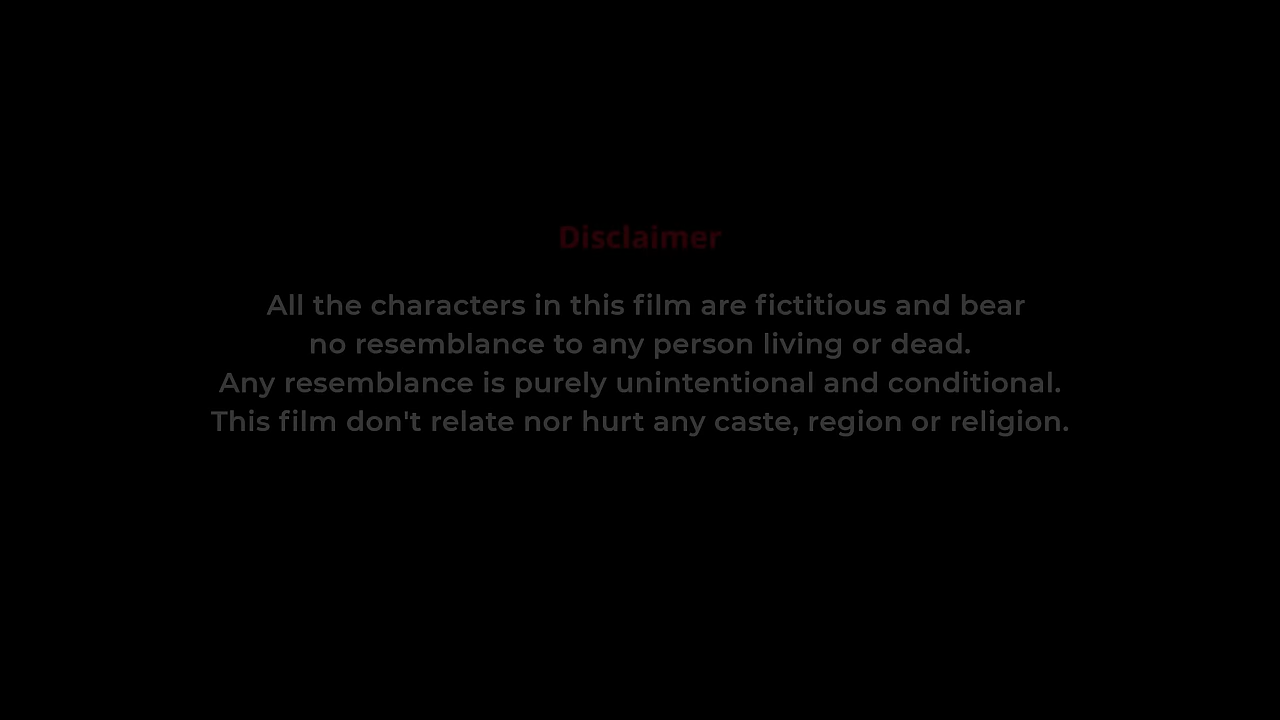 Disclaimer
All the characters in this film are fictitious and bear
no resemblance to any person living or dead.
Any resemblance is purely unintentional and conditional.
This film don't relate nor hurt any caste, region or religion.